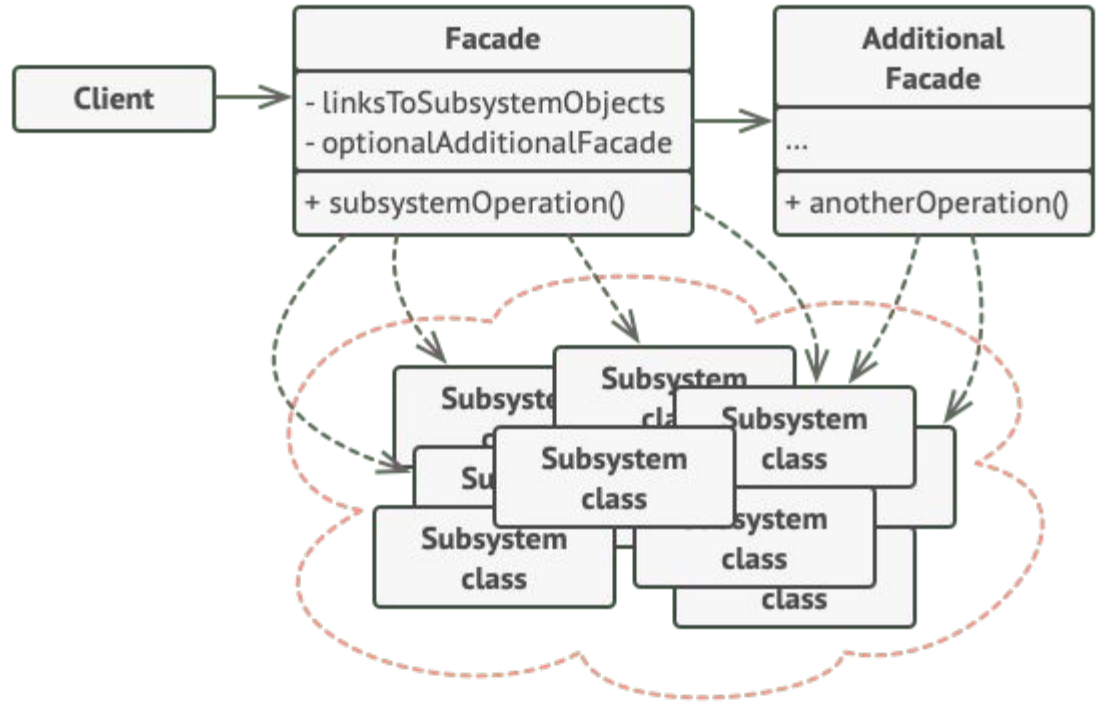 Client
Facade
- linksToSubsystemObjects
- optionalAdditionalFacade
+ subsystemOperation()
Additional
Facade
...
+ anotherOperation()
Subsystem
class
Subsystem
class
Subsystem
class
Subsystem
class
class